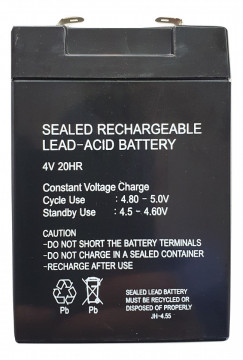 SEALED RECHARGEABLE
LEAD-ACID BATTERY
4V 20HR
Constant Voltage Charge
Cycle Use : 4.80 - 5.0V
Standby Use : 4.5 - 4.60V
CAUTION
-DO NOT SHORT THE BATTERY TERMINALS
-DO NOT CHARGE IN A SEALED CONTAINER
-RECHARGE AFTER USE
Pb Pb
SEALED LEAD BATTERY
MUST BE RECYCLED OR
DISPOSED OF PROPERLY
JH-4.55